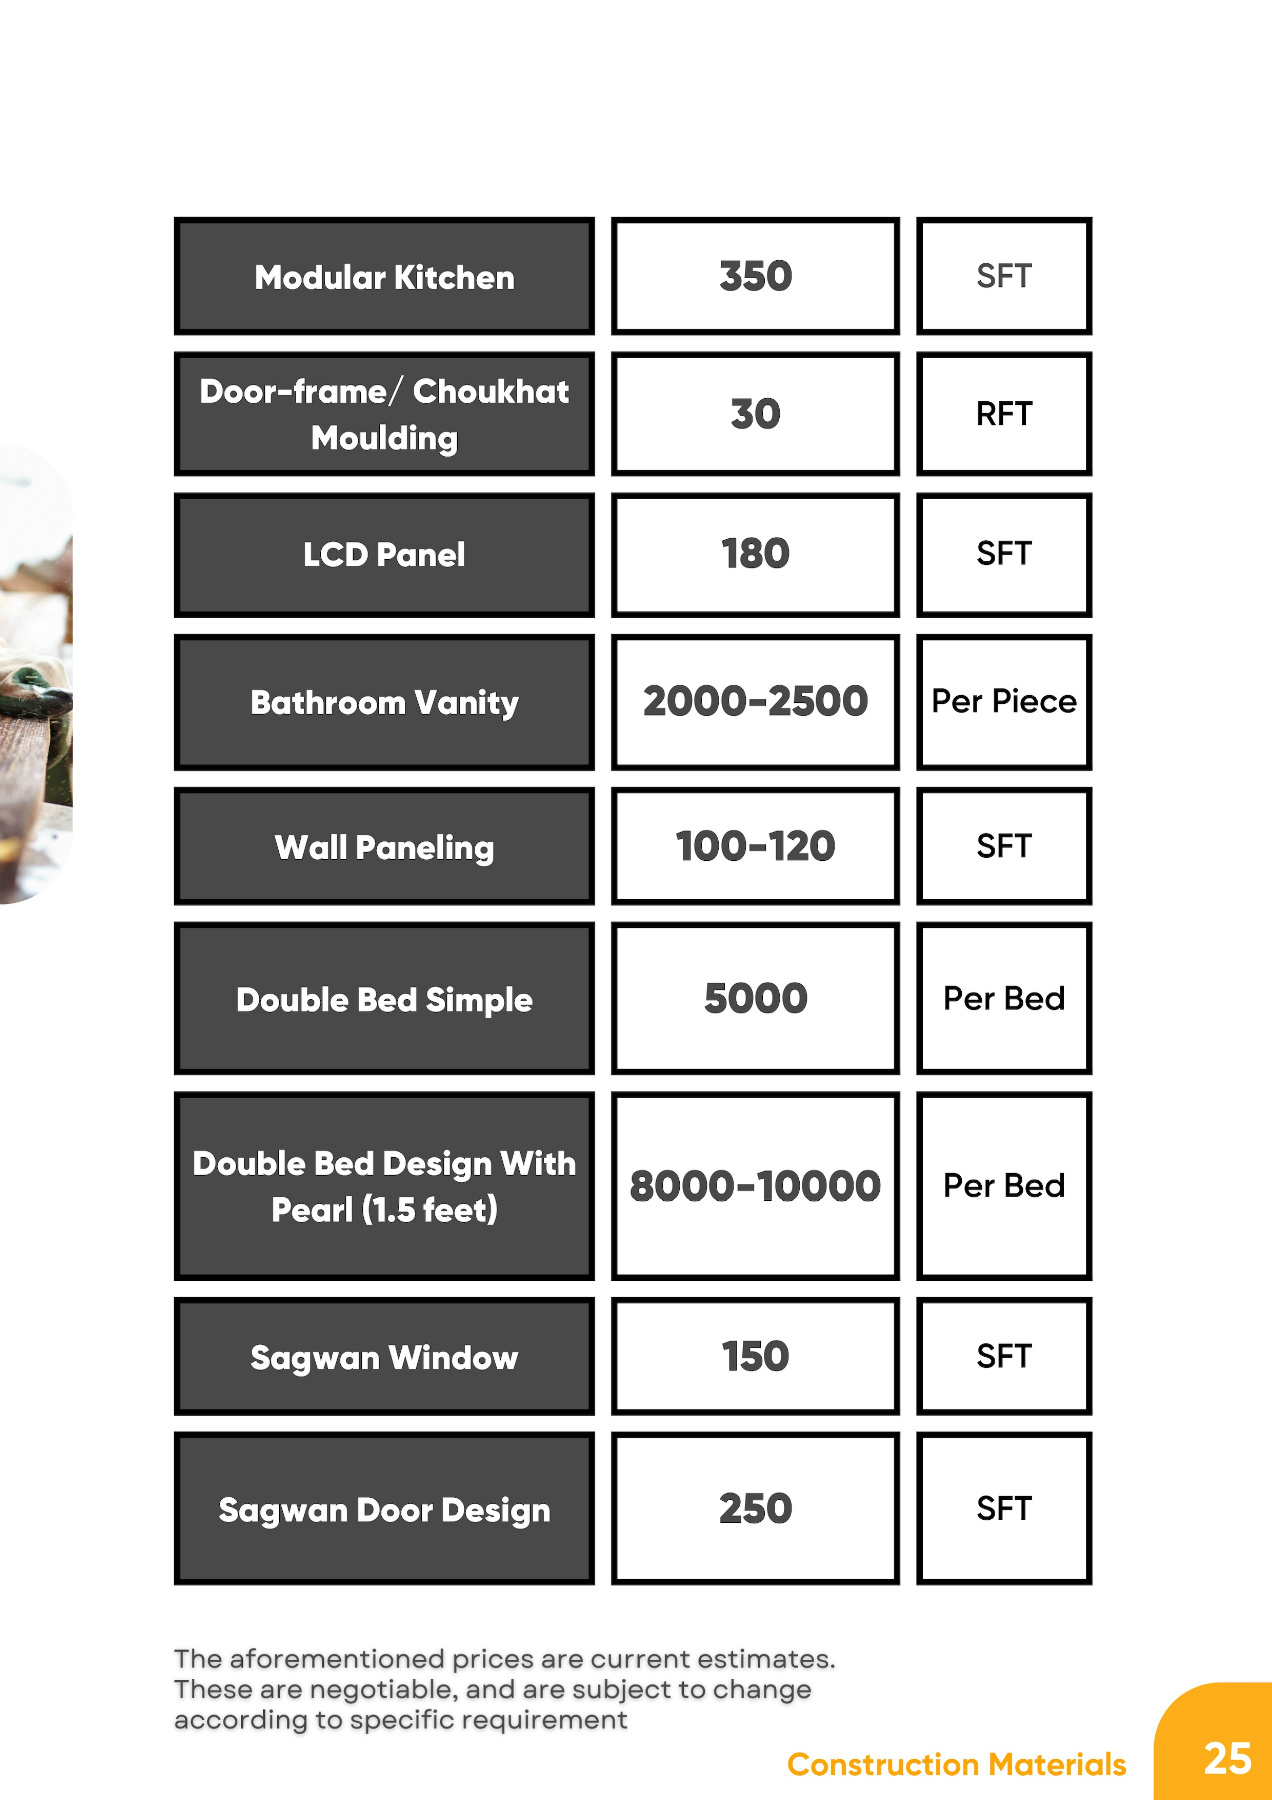 Modular Kitchen 350 SFT
Door-frame/ Choukhat
Moulding 30 RFT
LCD Panel 180 SFT
Bathroom Vanity 2000-2500 Per Piece
Wall Paneling 100-120 SFT
Double Bed Simple 5000 Per Bed
Double Bed Design With
Pearl (1.5 feet) 8000-10000 Per Bed
Sagwan Window 150 SFT
Sagwan Door Design 250 SFT
The aforementioned prices are current estimates.
These are negotiable, and are subject to change
according to specific requirement
Construction Materials 25